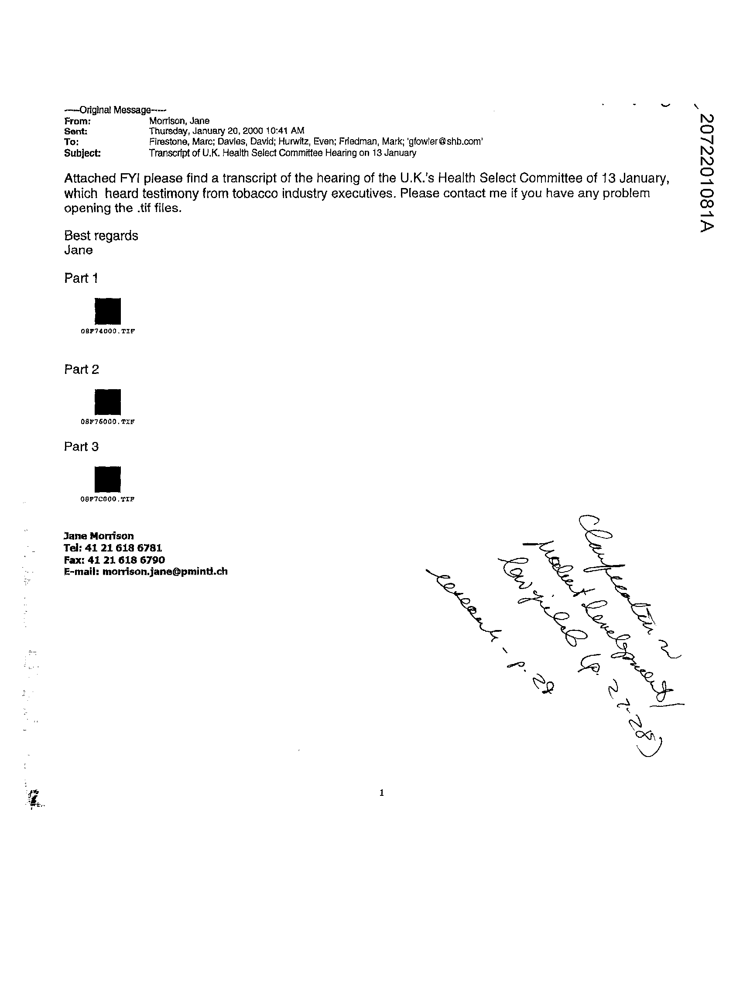 -----Original Message-----
From: Morrison, Jane
Sent: Thursday, January 20, 2000 10:41 AM
To: Firestone, Marc; Davies, David; Hurwitz, Even; Friedman, Mark; 'gfowler@shb.com'
Subject: Transcript of U.K. Health Select Committee Hearing on 13 January
Attached FYI please find a transcript of the hearing of the U.K.'s Health Select Committee of 13 January,
which heard testimony from tobacco industry executives. Please contact me if you have any problem
opening the .tif files.
Best regards
Jane
Part 1
08F74000.TIF
Part 2
08F76000.TIF
Part 3
08F7C000.TIF
Jane Morrison
Tel: 41 21 618 6781
Fax: 41 21 618 6790
E-mail: morrison.jane@pmintl.ch
product development/
(p. 27-28)
research - p. 28
1
2072201081A